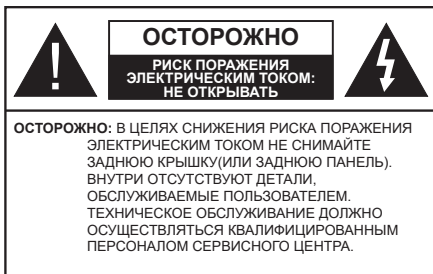 ОСТОРОЖНО
РИСК ПОРАЖЕНИЯ
ЭЛЕКТРИЧЕСКИМ ТОКОМ:
НЕ ОТКРЫВАТЬ
ОСТОРОЖНО: В ЦЕЛЯХ СНИЖЕНИЯ РИСКА ПОРАЖЕНИЯ
ЭЛЕКТРИЧЕСКИМ ТОКОМ НЕ СНИМАЙТЕ
ЗАДНЮЮ КРЫШКУ(ИЛИ ЗАДНЮЮ ПАНЕЛЬ).
ВНУТРИ ОТСУТСТВУЮТ ДЕТАЛИ,
ОБСЛУЖИВАЕМЫЕ ПОЛЬЗОВАТЕЛЕМ.
ТЕХНИЧЕСКОЕ ОБСЛУЖИВАНИЕ ДОЛЖНО
ОСУЩЕСТВЛЯТЬСЯ КВАЛИФИЦИРОВАННЫМ
ПЕРСОНАЛОМ СЕРВИСНОГО ЦЕНТРА.